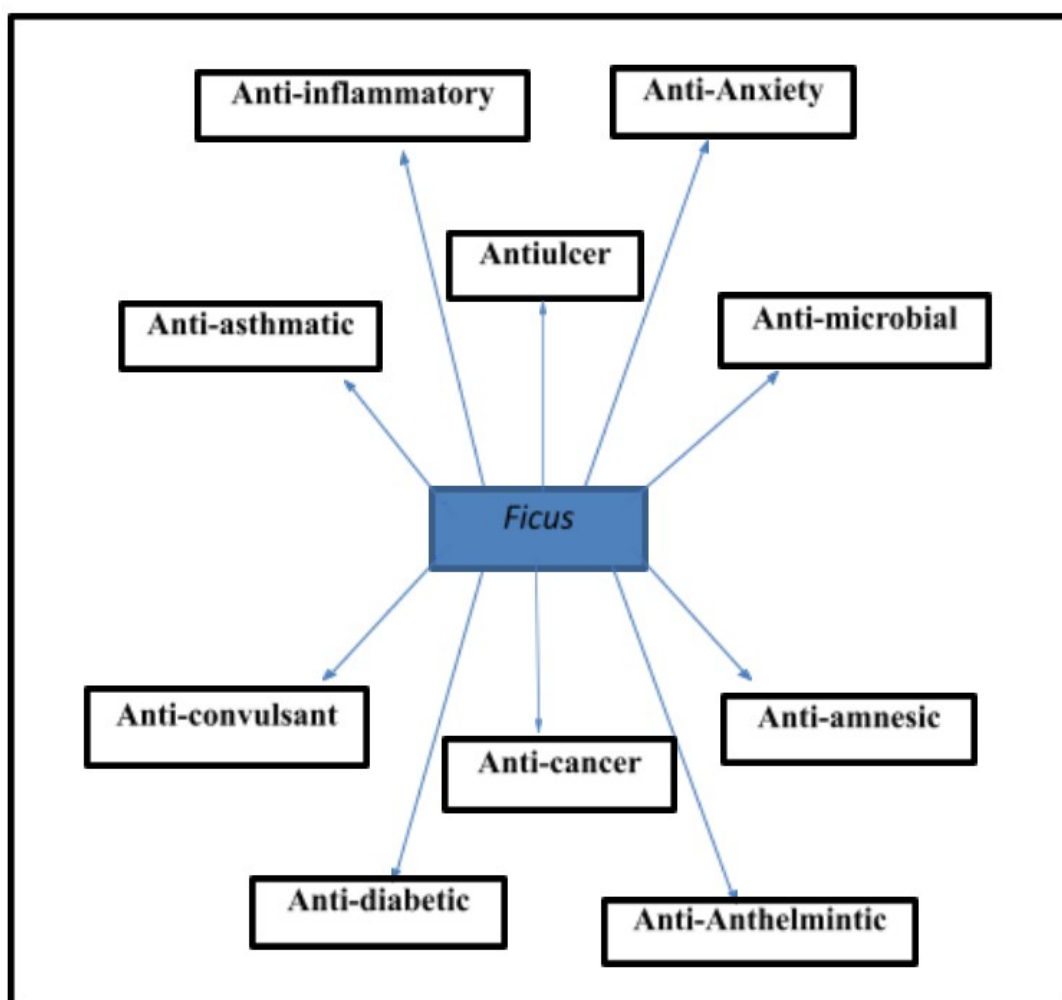 Anti-inflammatory
Anti-Anxiety
Antiulcer
Anti-asthmatic
Anti-microbial
Ficus
Anti-convulsant
Anti-amnesic
Anti-cancer
Anti-diabetic
Anti-Anthelmintic